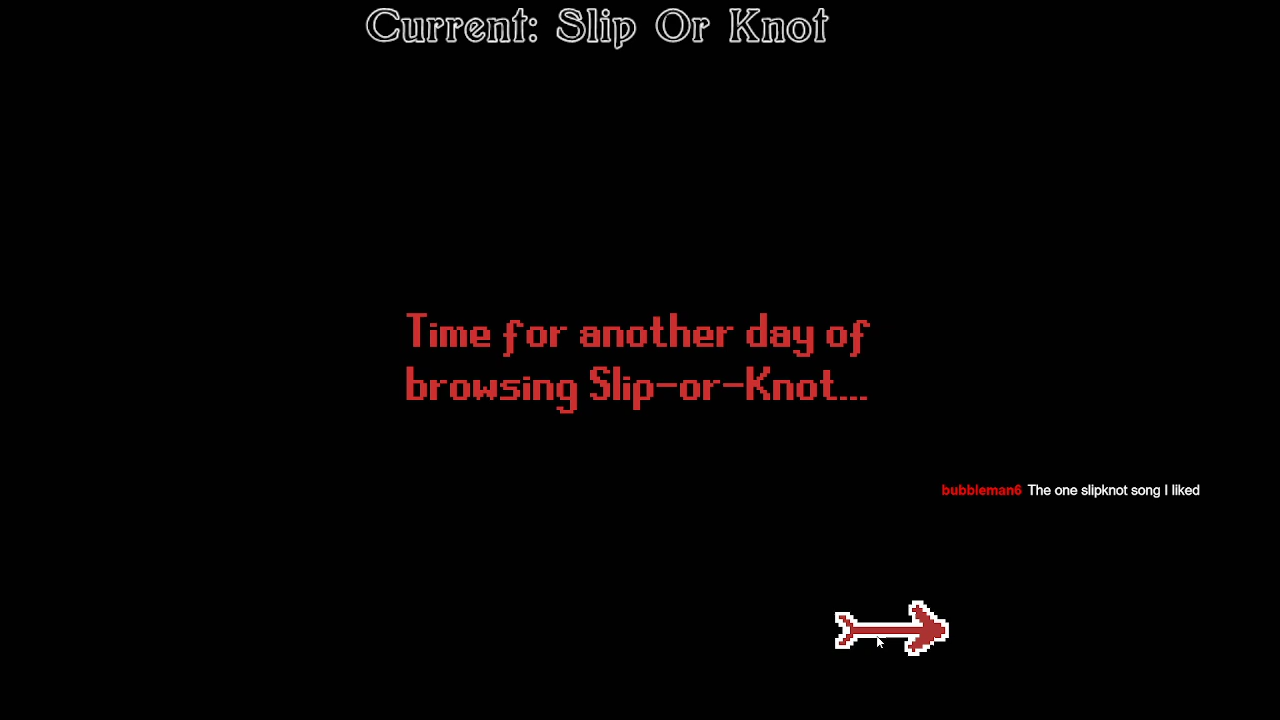 Current: Slip Or Knot
Time for another day of
browsing Slip-or-Knot...
bubbleman6 The one slipknot song I liked